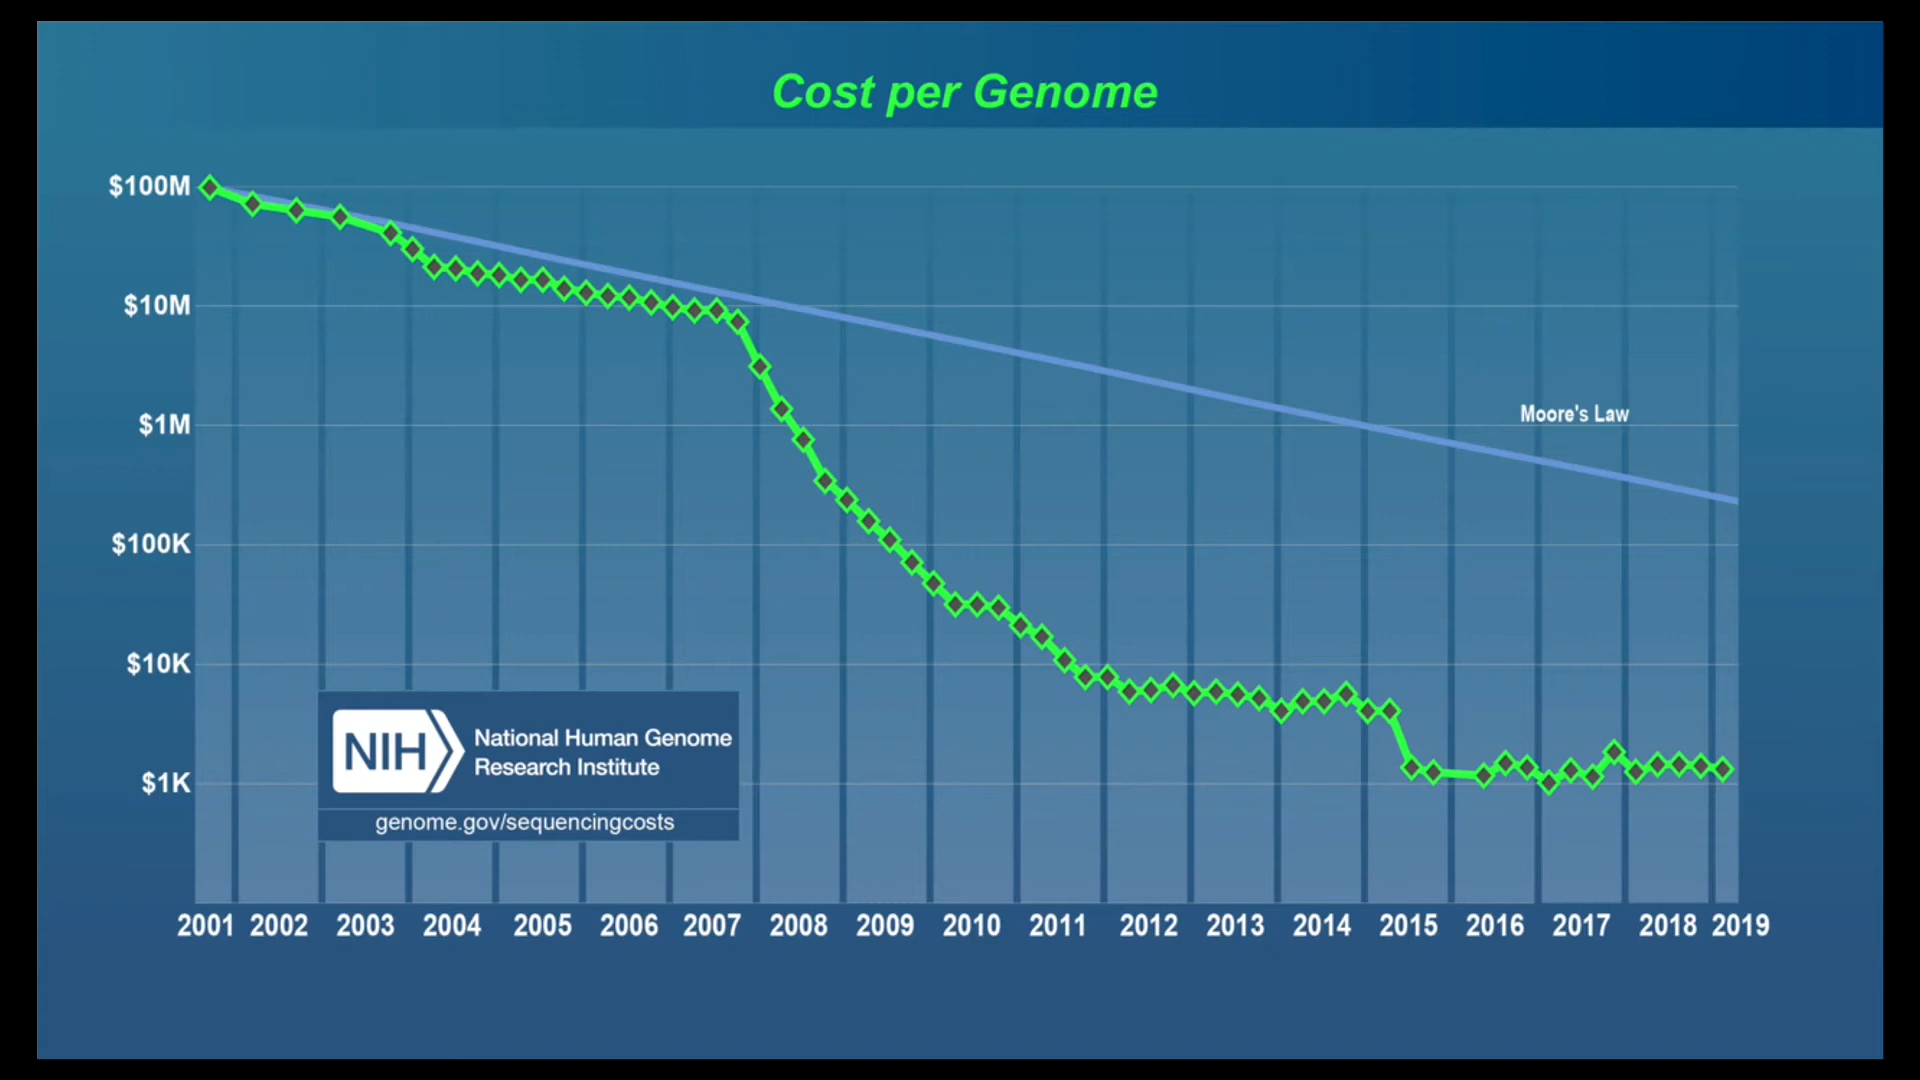 Cost per Genome
$100M
$10M
$1M
$100K
$10K
$1K
Moore's Law
NIH
National Human Genome
Research Institute
genome.gov/sequencingcosts
2001 2002 2003 2004 2005 2006 2007 2008 2009 2010 2011 2012 2013 2014 2015 2016 2017 2018 2019